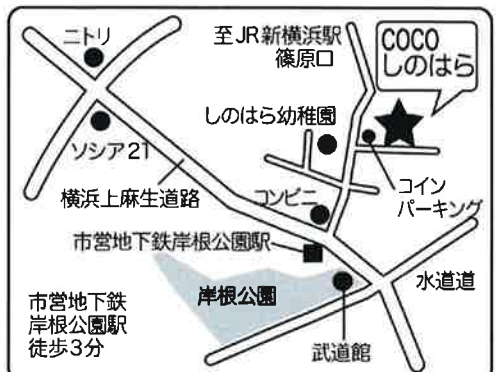 ニトリ
至JR新横浜駅
篠原口
COCO
しのはら
しのはら幼稚園
ソシア21
横浜上麻生道路
コンビニ
コイン
パーキング
市営地下鉄岸根公園駅
岸根公園
水道道
市営地下鉄
岸根公園駅
徒歩3分
武道館